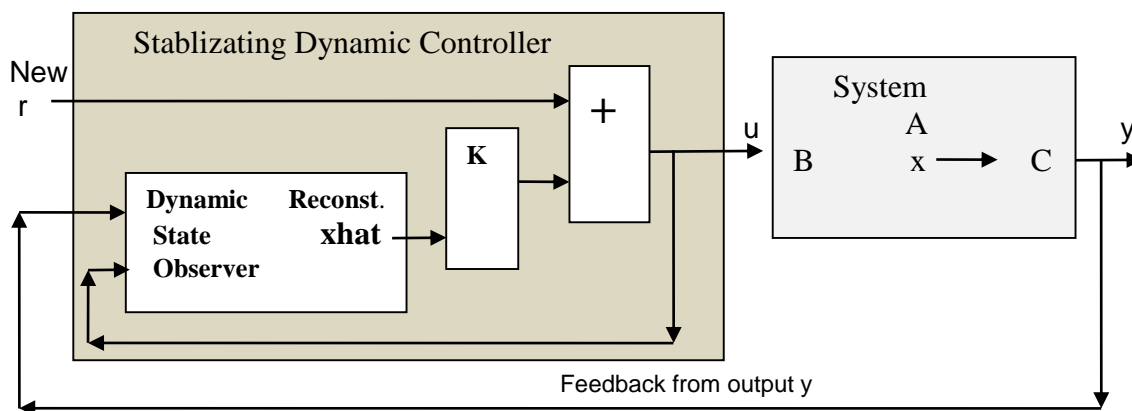 Stablizating Dynamic Controller
New
r
+
K
Dynamic Reconst.
State xhat
Observer
u
System
A
B x C
y
Feedback from output y